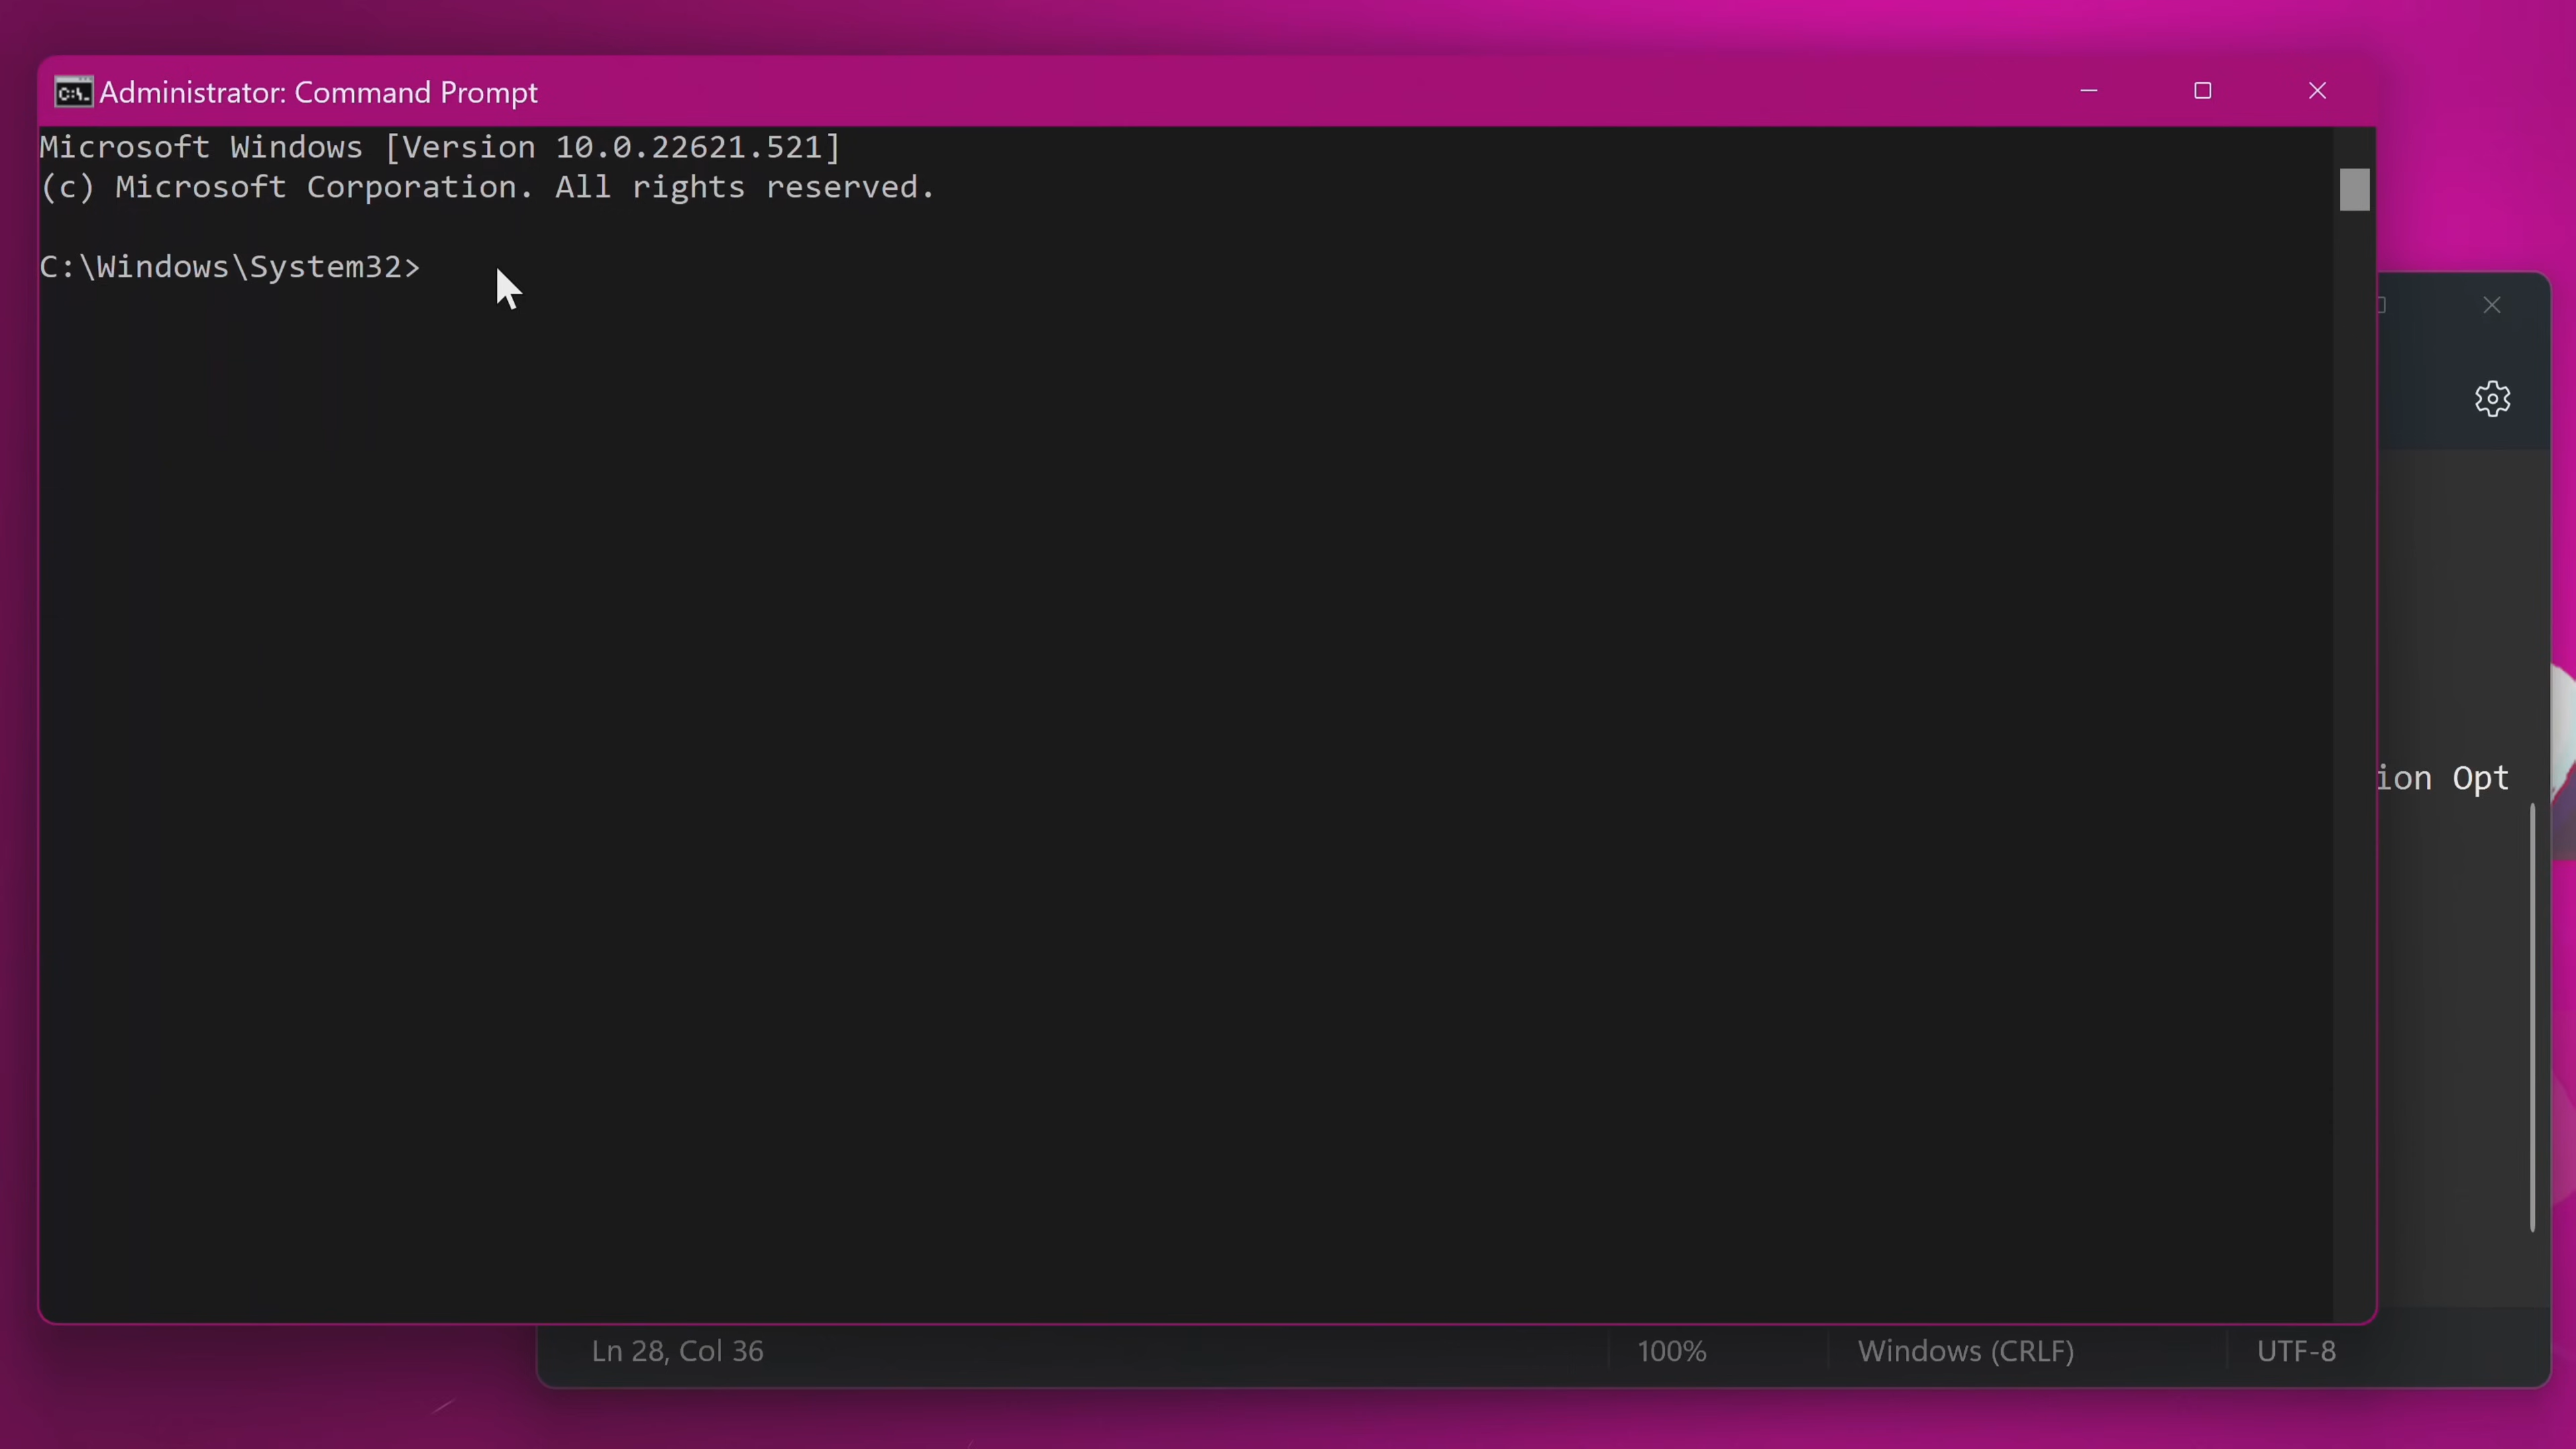 Administrator: Command Prompt
Microsoft Windows [Version 10.0.22621.521]
(c) Microsoft Corporation. All rights reserved.
C:\Windows\System32>
ion Opt
Ln 28, Col 36
100%
Windows (CRLF)
UTF-8